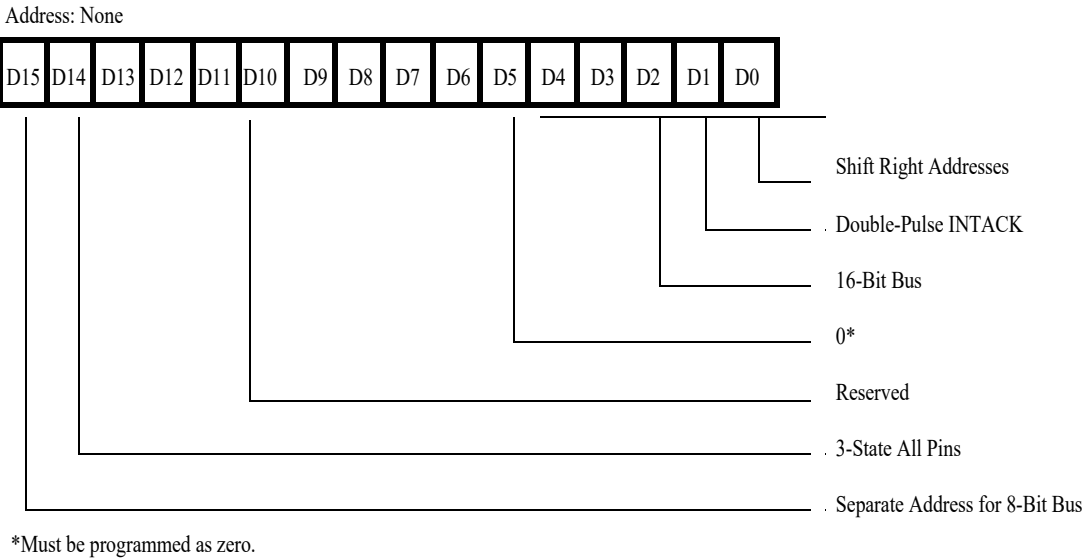 Address: None
D15 D14 D13 D12 D11 D10 D9 D8 D7 D6 D5 D4 D3 D2 D1 D0
Shift Right Addresses
Double-Pulse INTACK
16-Bit Bus
0*
Reserved
3-State All Pins
Separate Address for 8-Bit Bus
*Must be programmed as zero.